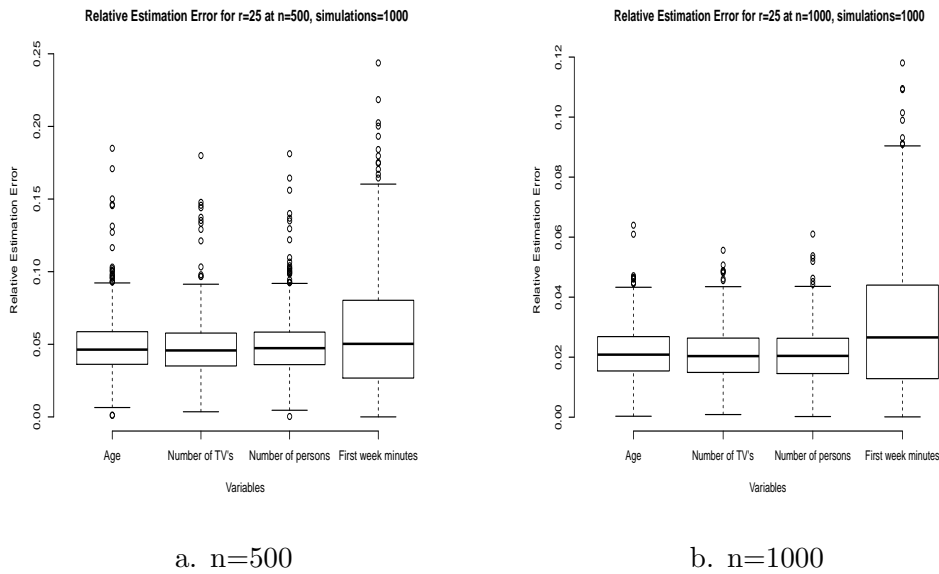 Relative Estimation Error for r=25 at n=500, simulations=1000
Relative Estimation Error
0.25
0.20
0.15
0.10
0.05
0.00
Age
Number of TV's
Number of persons
First week minutes
Variables
a. n=500
Relative Estimation Error for r=25 at n=1000, simulations=1000
Relative Estimation Error
0.12
0.10
0.08
0.06
0.04
0.02
0.00
Age
Number of TV's
Number of persons
First week minutes
Variables
b. n=1000